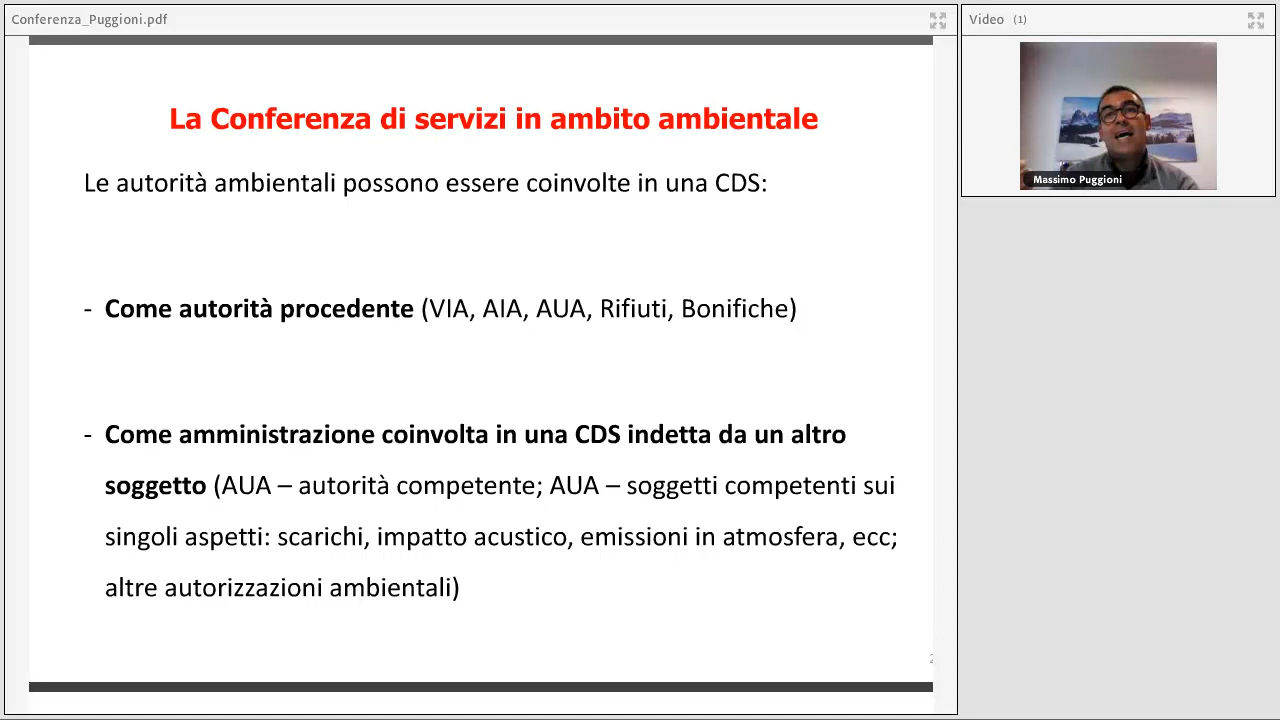 Conferenza_Puggioni.pdf
Video (1)
Massimo Puggioni
La Conferenza di servizi in ambito ambientale
Le autorità ambientali possono essere coinvolte in una CDS:
- Come autorità procedente (VIA, AIA, AUA, Rifiuti, Bonifiche)
- Come amministrazione coinvolta in una CDS indetta da un altro
soggetto (AUA – autorità competente; AUA – soggetti competenti sui
singoli aspetti: scarichi, impatto acustico, emissioni in atmosfera, ecc;
altre autorizzazioni ambientali)